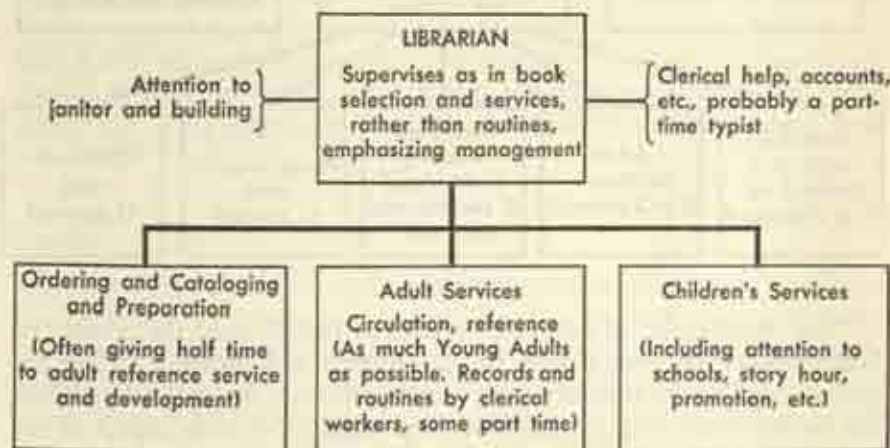 LIBRARIAN
Supervises as in book
selection and services,
rather than routines,
emphasizing management
Attention to
janitor and building
Clerical help, accounts,
etc., probably a part-
time typist
Ordering and Cataloging
and Preparation
(Often giving half time
to adult reference service
and development)
Adult Services
Circulation, reference
(As much Young Adults
as possible. Records and
routines by clerical
workers, some part time)
Children's Services
(Including attention to
schools, story hour,
promotion, etc.)